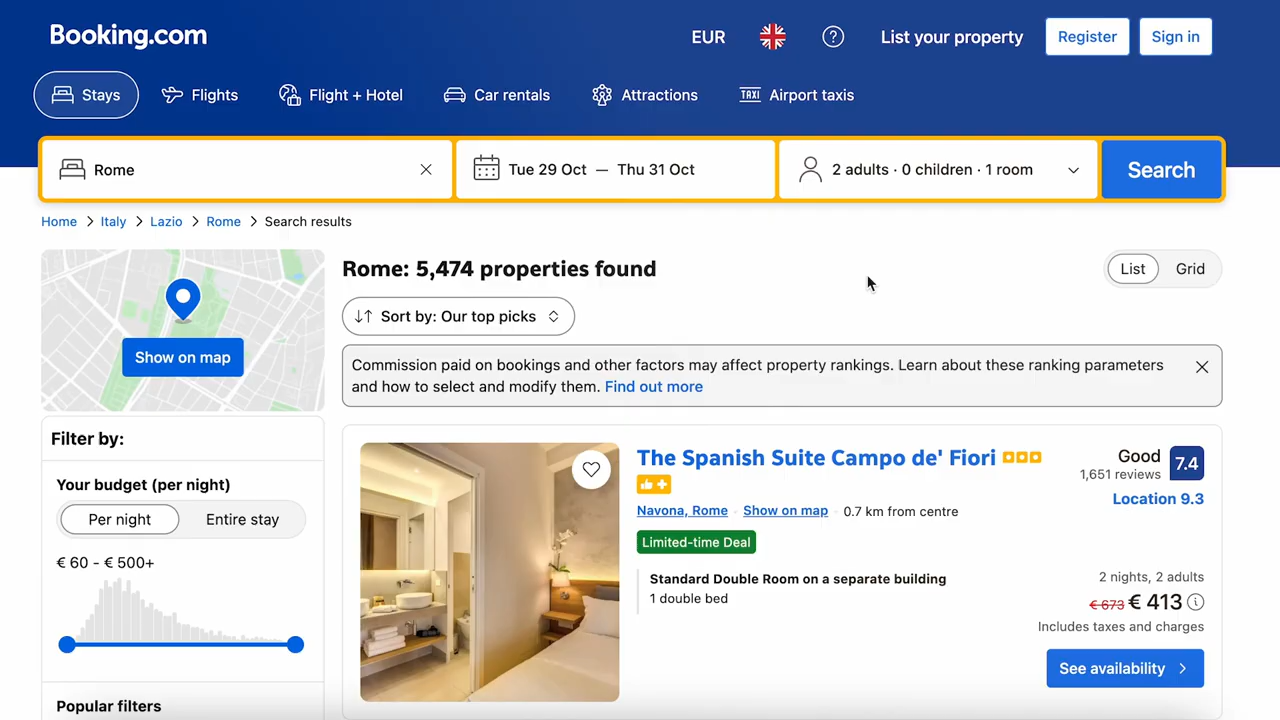 Booking.com
EUR
List your property
Register
Sign in
Stays
Flights
Flight + Hotel
Car rentals
Attractions
TAXI Airport taxis
Rome
Tue 29 Oct — Thu 31 Oct
2 adults · 0 children · 1 room
Search
Home > Italy > Lazio > Rome > Search results
Show on map
Rome: 5,474 properties found
List
Grid
Sort by: Our top picks
Commission paid on bookings and other factors may affect property rankings. Learn about these ranking parameters
and how to select and modify them. Find out more
Filter by:
Your budget (per night)
Per night
Entire stay
€ 60 - € 500+
Popular filters
The Spanish Suite Campo de' Fiori
Navona, Rome
Show on map
0.7 km from centre
Limited-time Deal
Standard Double Room on a separate building
1 double bed
Good
7.4
1,651 reviews
Location 9.3
2 nights, 2 adults
€ 673 € 413
Includes taxes and charges
See availability